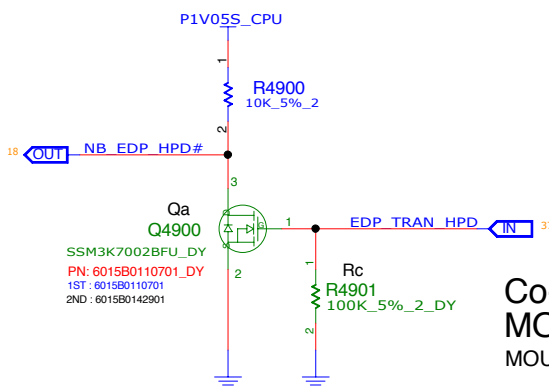 P1V05S_CPU
1
R4900
10K_5%_2
2
18 OUT NB_EDP_HPD#
3
Qa
Q4900
D
G
S
1
EDP_TRAN_HPD IN 37
SSM3K7002BFU_DY
PN: 6015B0110701_DY
1ST : 6015B0110701
2ND : 6015B0142901
2
1
Rc
R4901
100K_5%_2_DY
2
Co
MO
MOU